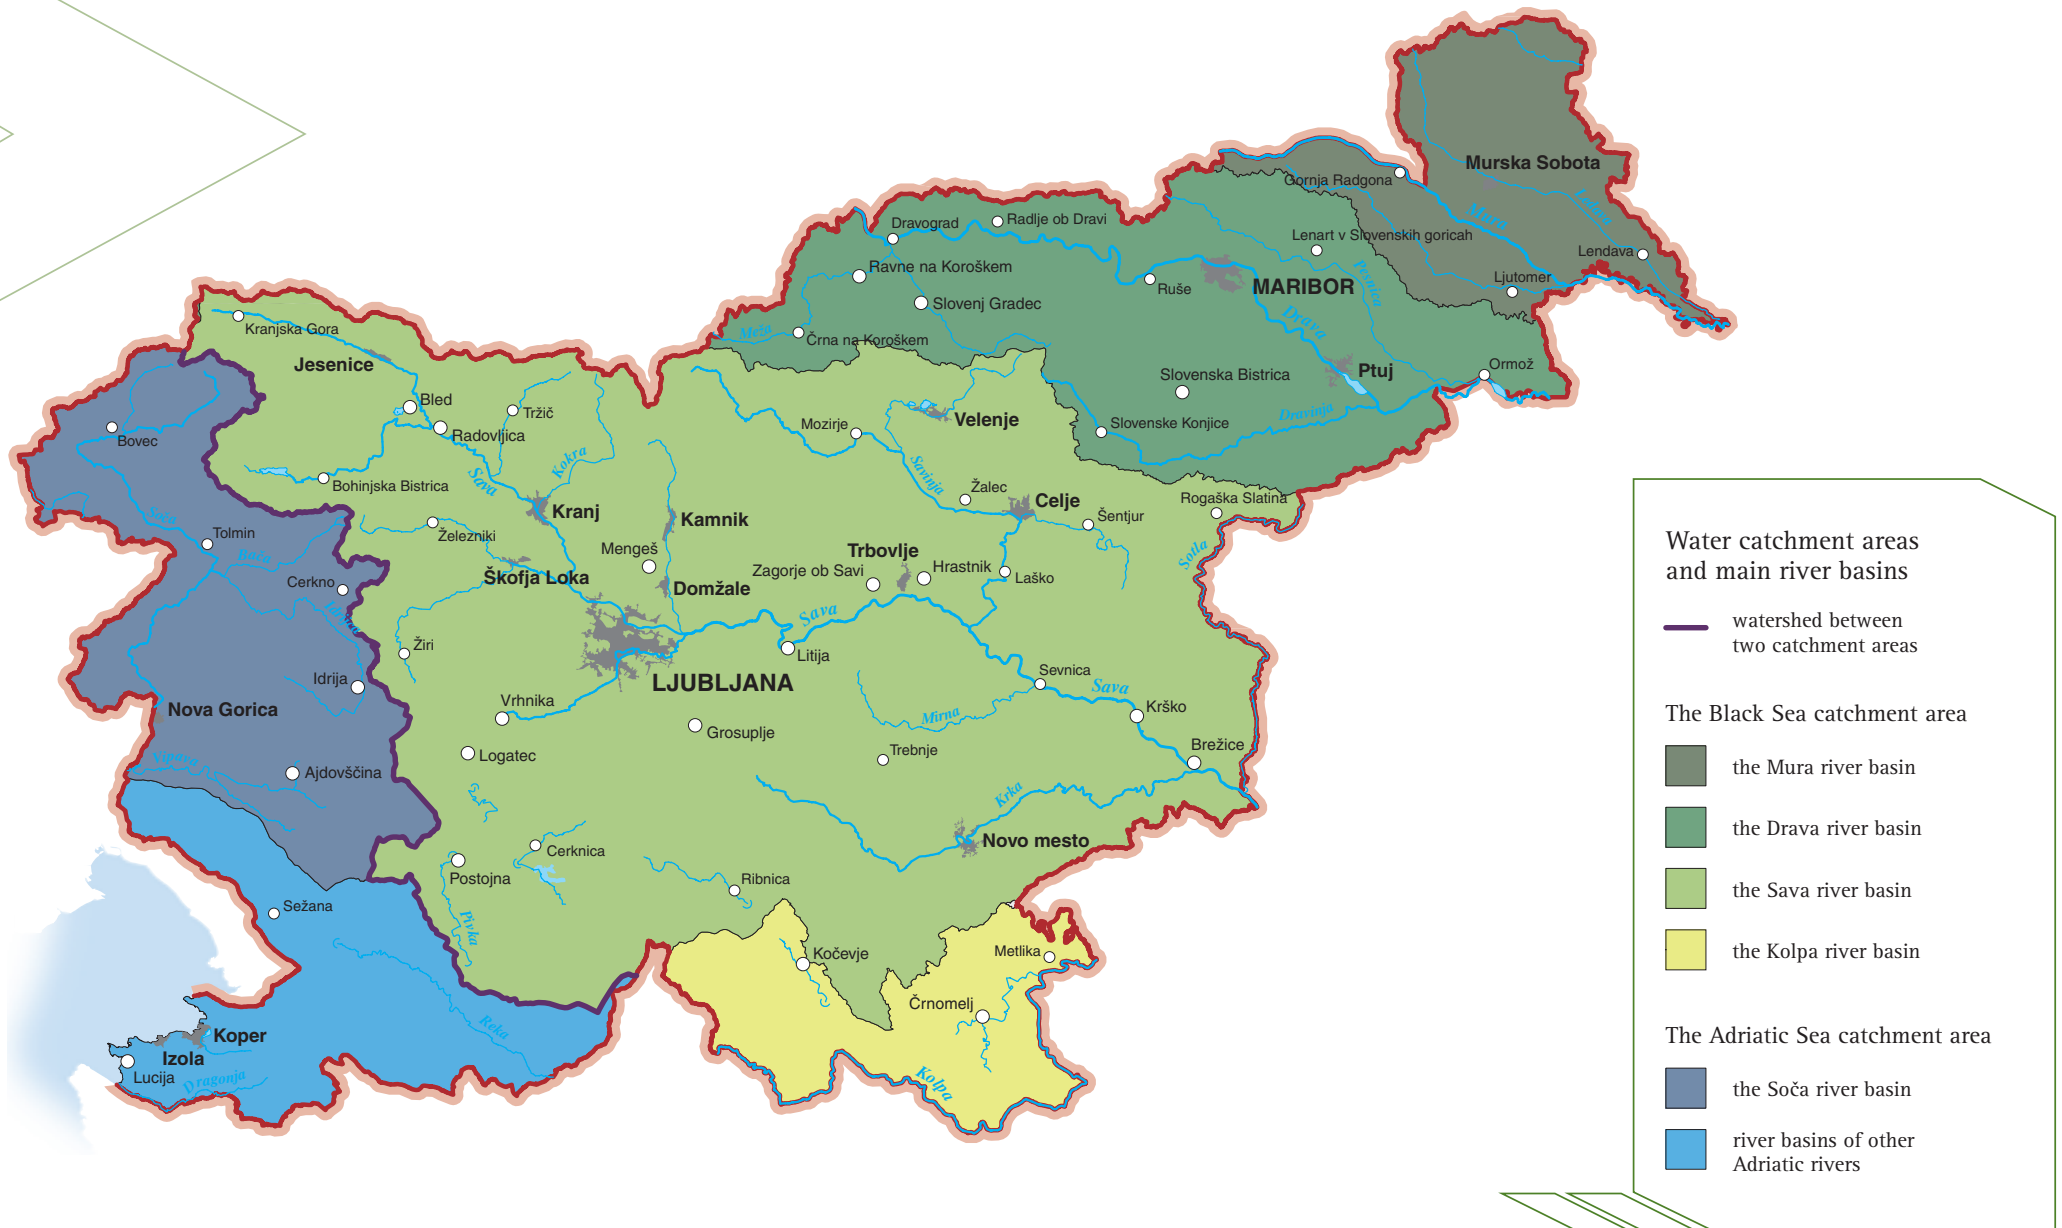 Murska Sobota
Gornja Radgona
Ledava
Mura
Radlje ob Dravi
Dravograd
Lenart v Slovenskih goricah
Lendava
Ravne na Koroškem
Pesnica
Ljutomer
Ruše
MARIBOR
Slovenj Gradec
Drava
Kranjska Gora
Meža
Črna na Koroškem
Jesenice
Ormož
Ptuj
Slovenska Bistrica
Bled
Tržič
Dravinja
Velenje
Mozirje
Slovenske Konjice
Bovec
Radovljica
Kokra
Savinja
Sava
Bohinjska Bistrica
Žalec
Rogaška Slatina
Celje
Kranj
Kamnik
Šentjur
Soča
Tolmin
Železniki
Mengeš
Trbovlje
Sotla
Bača
Škofja Loka
Zagorje ob Savi
Hrastnik
Laško
Cerkno
Domžale
Idrijca
Sava
Žiri
Litija
Idrija
LJUBLJANA
Sevnica
Sava
Vrhnika
Krško
Nova Gorica
Mirna
Grosuplje
Logatec
Trebnje
Brežice
Vipava
Ajdovščina
Krka
Novo mesto
Cerknica
Postojna
Ribnica
Sežana
Pivka
Kočevje
Metlika
Črnomelj
Reka
Koper
Izola
Lucija
Dragonja
Kolpa
Water catchment areas
and main river basins
watershed between
two catchment areas
The Black Sea catchment area
the Mura river basin
the Drava river basin
the Sava river basin
the Kolpa river basin
The Adriatic Sea catchment area
the Soča river basin
river basins of other
Adriatic rivers